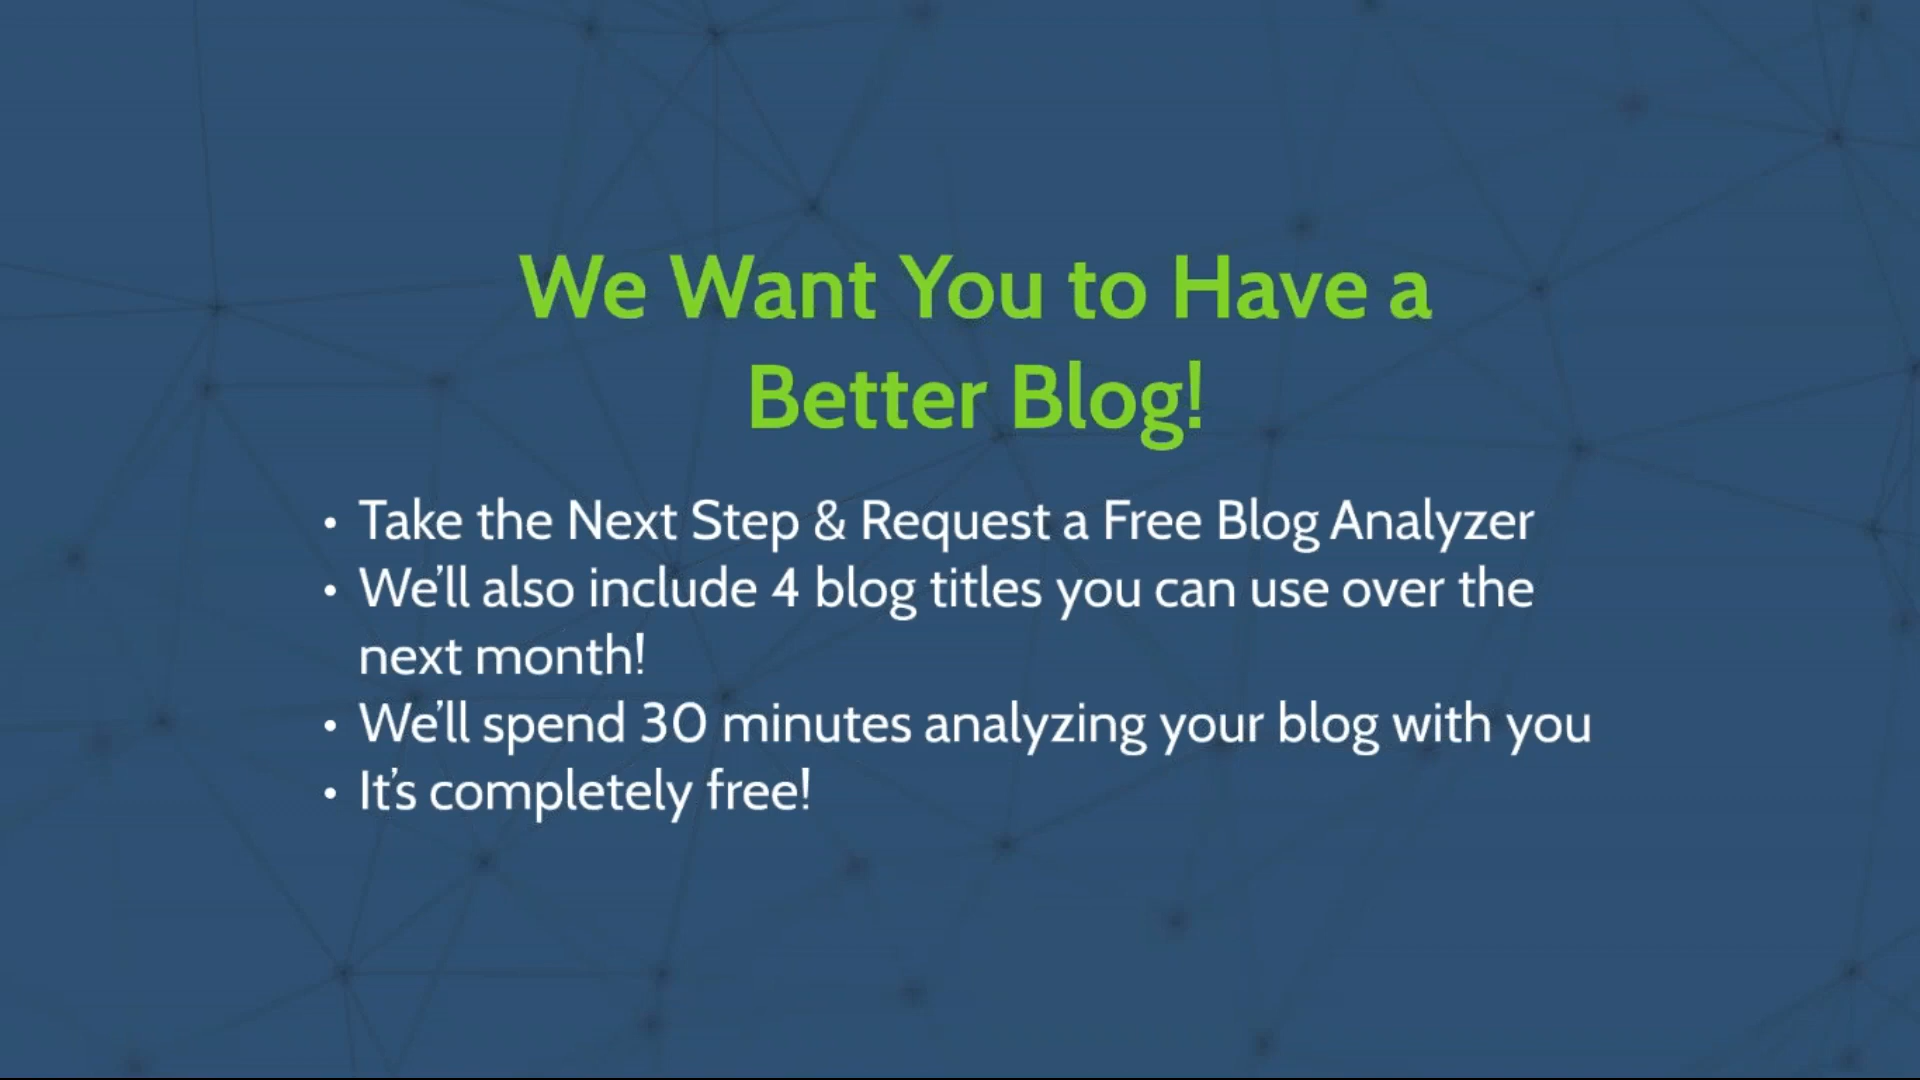 We Want You to Have a
Better Blog!
• Take the Next Step & Request a Free Blog Analyzer
• We’ll also include 4 blog titles you can use over the
next month!
• We’ll spend 30 minutes analyzing your blog with you
• It’s completely free!